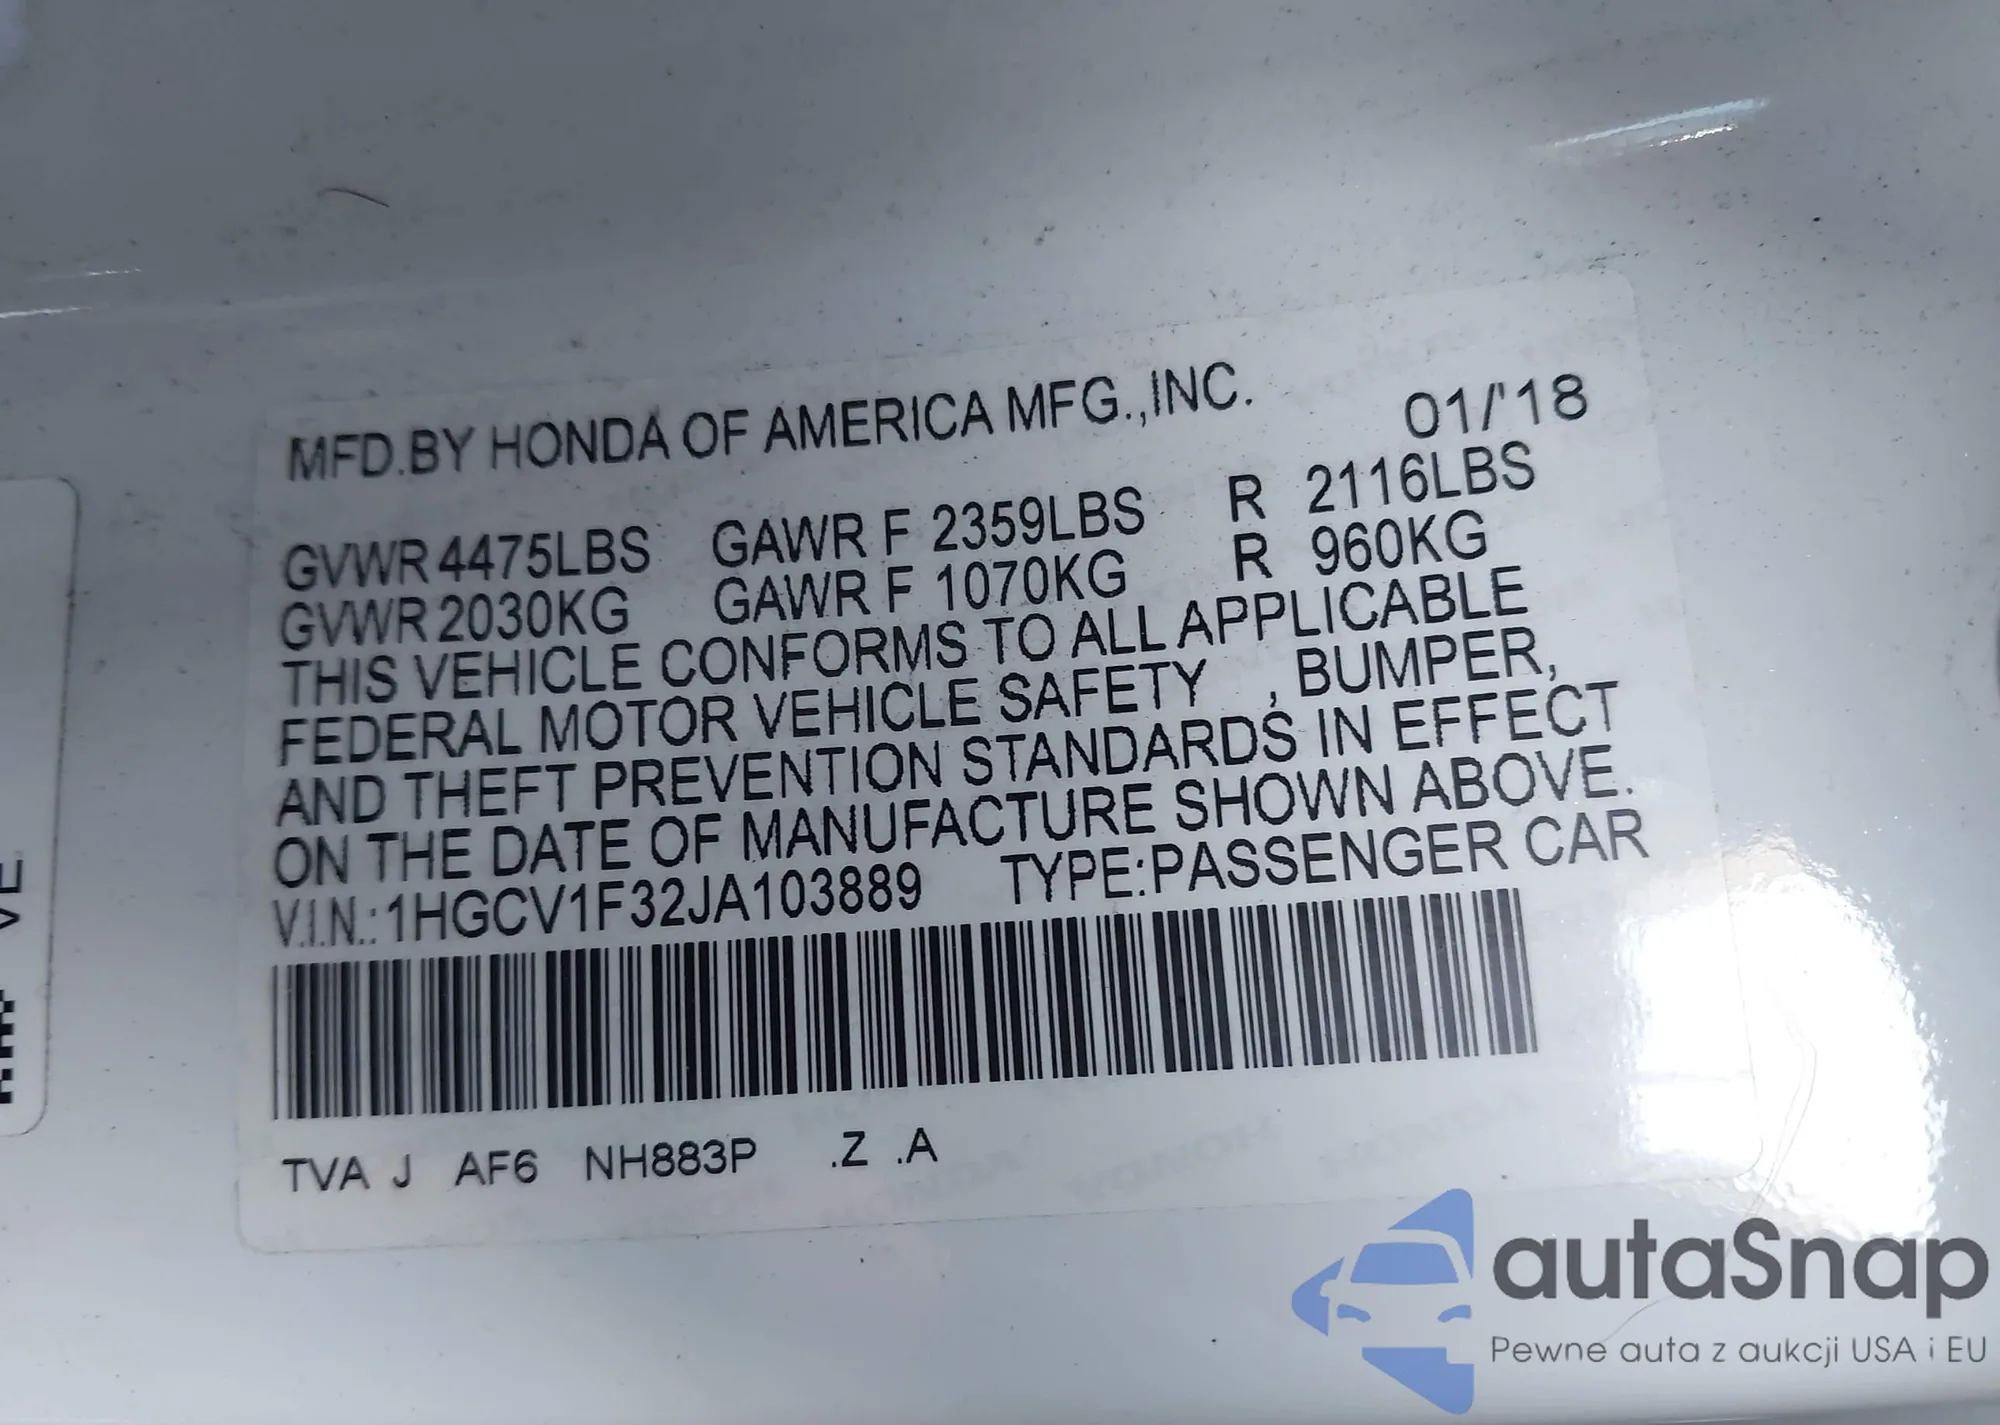 MFD.BY HONDA OF AMERICA MFG.,INC. 01/'18
GVWR 4475LBS GAWR F 2359LBS R 2116LBS
GVWR 2030KG GAWR F 1070KG R 960KG
THIS VEHICLE CONFORMS TO ALL APPLICABLE
FEDERAL MOTOR VEHICLE SAFETY , BUMPER,
AND THEFT PREVENTION STANDARDS IN EFFECT
ON THE DATE OF MANUFACTURE SHOWN ABOVE.
V.I.N.: 1HGCV1F32JA103889 TYPE:PASSENGER CAR
TVA J AF6 NH883P .Z .A
VE
autaSnap
Pewne auta z aukcji USA i EU